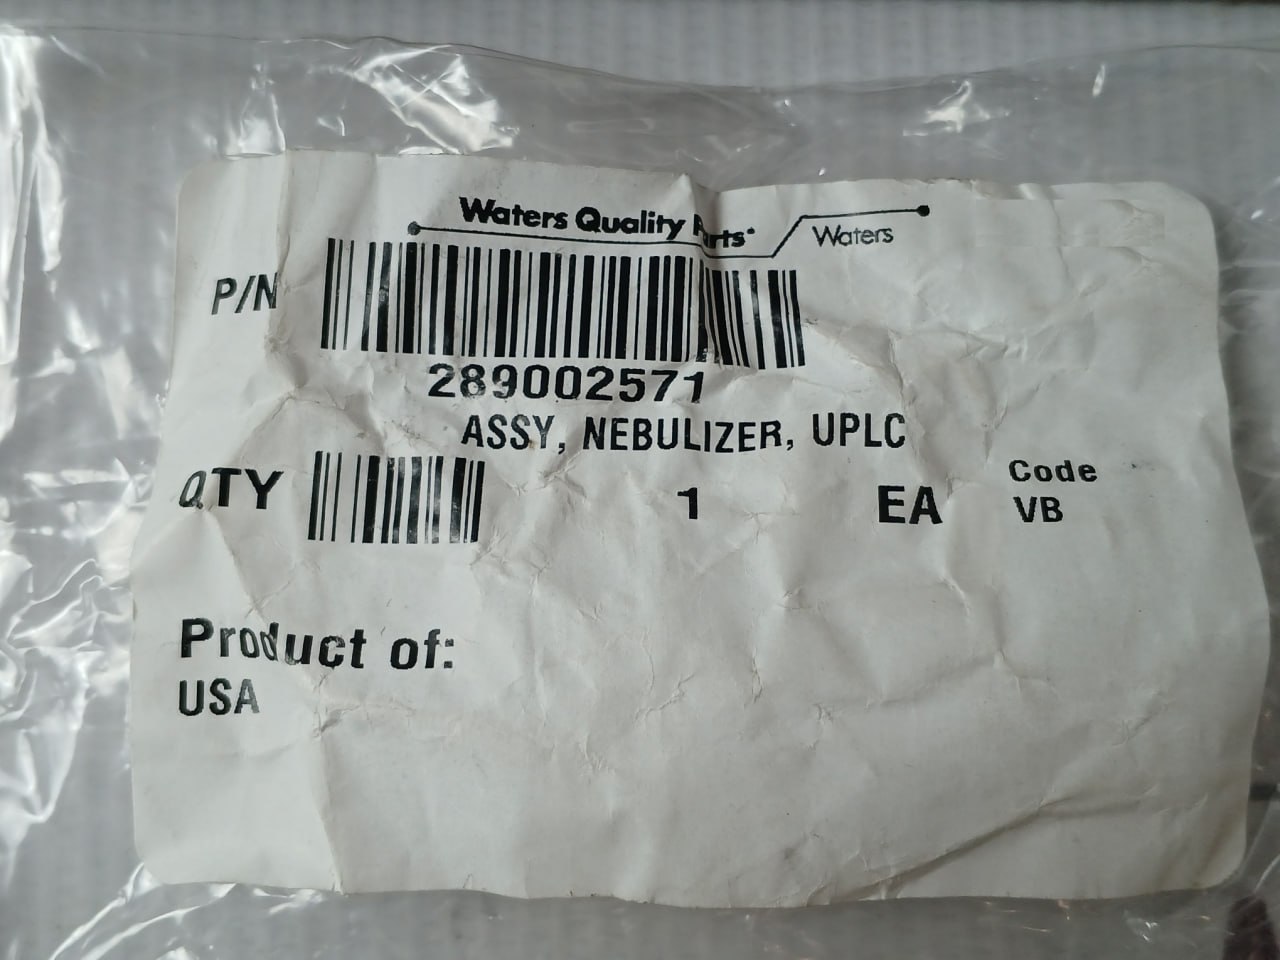 Waters Quality Parts
Waters
P/N
289002571
ASSY, NEBULIZER, UPLC
QTY 1 EA
Code
VB
Product of:
USA